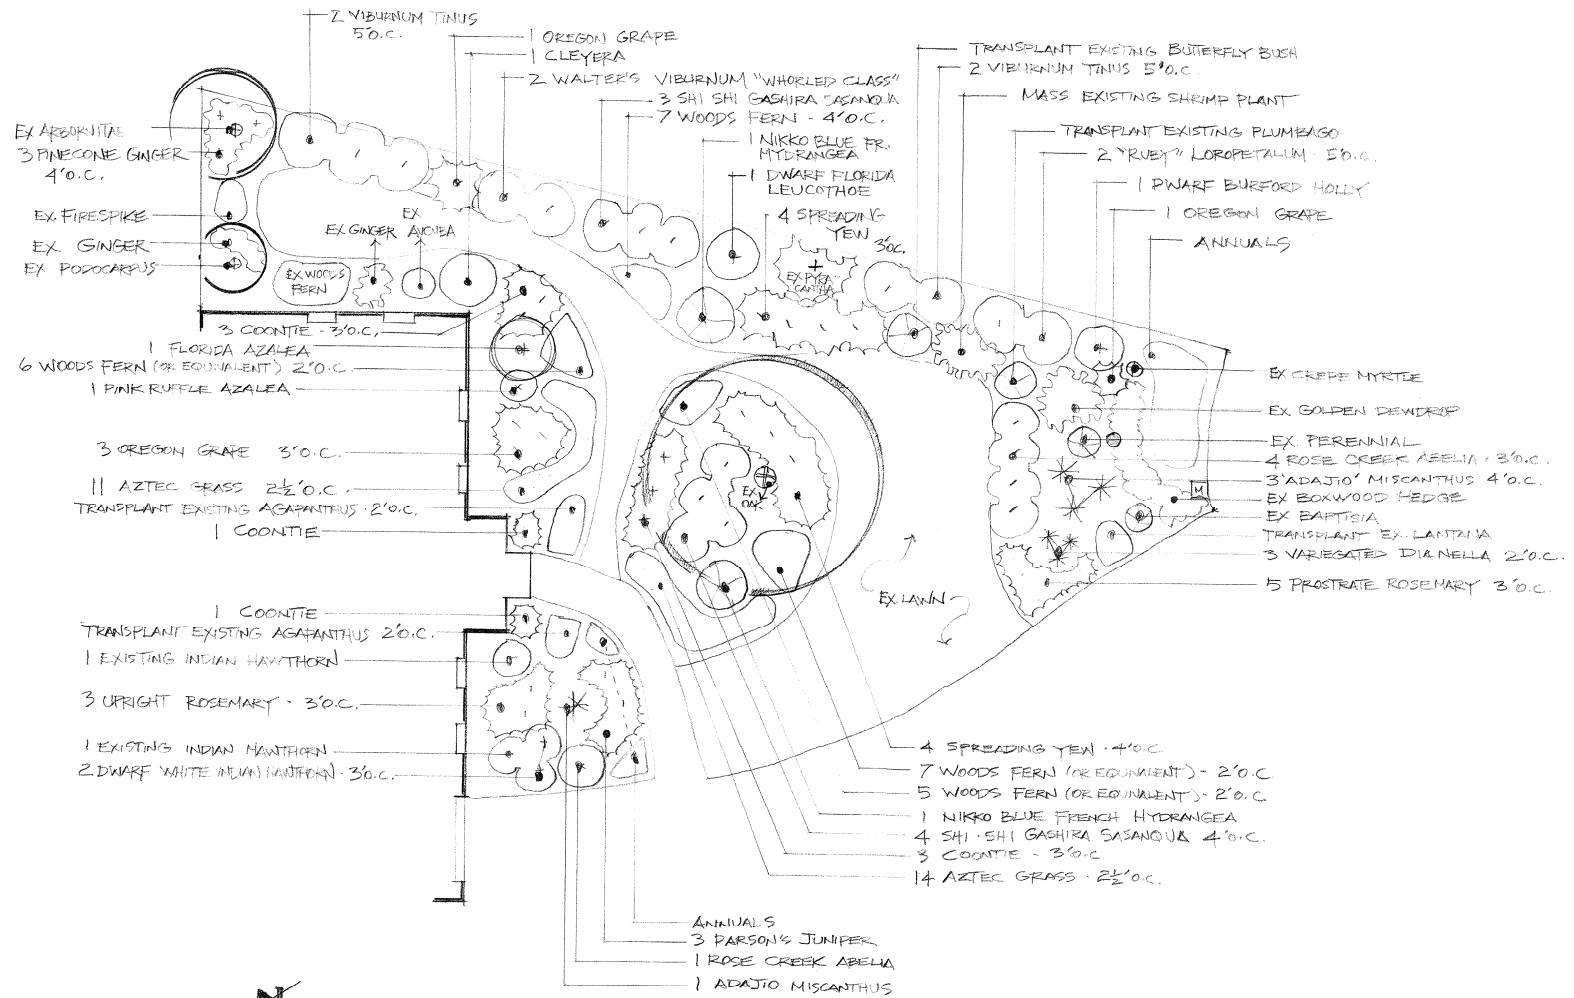 2 VIBURNUM TINUS
5'O.C.
1 OREGON GRAPE
1 CLEYERA
2 WALTER'S VIBURNUM "WHORLED CLASS"
3 SHI SHI GASHIRA SASANQUA
7 WOODS FERN - 4'O.C.
1 NIKKO BLUE FR.
HYDRANGEA
1 DWARF FLORIDA
LEUCOTHOE
4 SPREADING
YEW
3'O.C.
TRANSPLANT EXISTING BUTTERFLY BUSH
2 VIBURNUM TINUS 5'O.C.
MASS EXISTING SHRIMP PLANT
TRANSPLANT EXISTING PLUMBAGO
2 "RUBY" LOROPETALUM - 5'O.C.
1 DWARF BURFORD HOLLY
1 OREGON GRAPE
ANNUALS
EX ARBORVITAE
3 PINECONE GINGER
4'O.C.
EX. FIRESPIKE
EX. GINGER
EX PODOCARPUS
EX GINGER
EX
EX WOODS
FERN
EX PYRA-
CANTHA
3 COONTIE - 3'O.C.
1 FLORIDA AZALEA
6 WOODS FERN (OR EQUIVALENT) 2'O.C.
1 PINK RUFFLE AZALEA
3 OREGON GRAPE 3'O.C.
11 AZTEC GRASS 2½'O.C.
TRANSPLANT EXISTING AGAPANTHUS - 2'O.C.
1 COONTIE
EX
OAK
EX. LAWN
EX CREPE MYRTLE
EX GOLDEN DEWDROP
EX. PERENNIAL
4 ROSE CREEK ABELIA - 3'O.C.
3 'ADAJIO' MISCANTHUS 4'O.C.
EX BOXWOOD HEDGE
M
EX BAPTISIA
TRANSPLANT EX. LANTANA
3 VARIEGATED DIANELLA 2'O.C.
5 PROSTRATE ROSEMARY 3'O.C.
1 COONTIE
TRANSPLANT EXISTING AGAPANTHUS 2'O.C.
1 EXISTING INDIAN HAWTHORN
3 UPRIGHT ROSEMARY - 3'O.C.
1 EXISTING INDIAN HAWTHORN
2 DWARF WHITE INDIAN HAWTHORN - 3'O.C.
4 SPREADING YEW - 4'O.C
7 WOODS FERN (OR EQUIVALENT) - 2'O.C
5 WOODS FERN (OR EQUIVALENT) - 2'O.C
1 NIKKO BLUE FRENCH HYDRANGEA
4 SHI - SHI GASHIRA SASANQUA 4'O.C.
3 COONTIE - 3'O.C
14 AZTEC GRASS - 2½'O.C.
ANNUALS
3 PARSON'S JUNIPER
1 ROSE CREEK ABELIA
1 ADAJIO MISCANTHUS
N